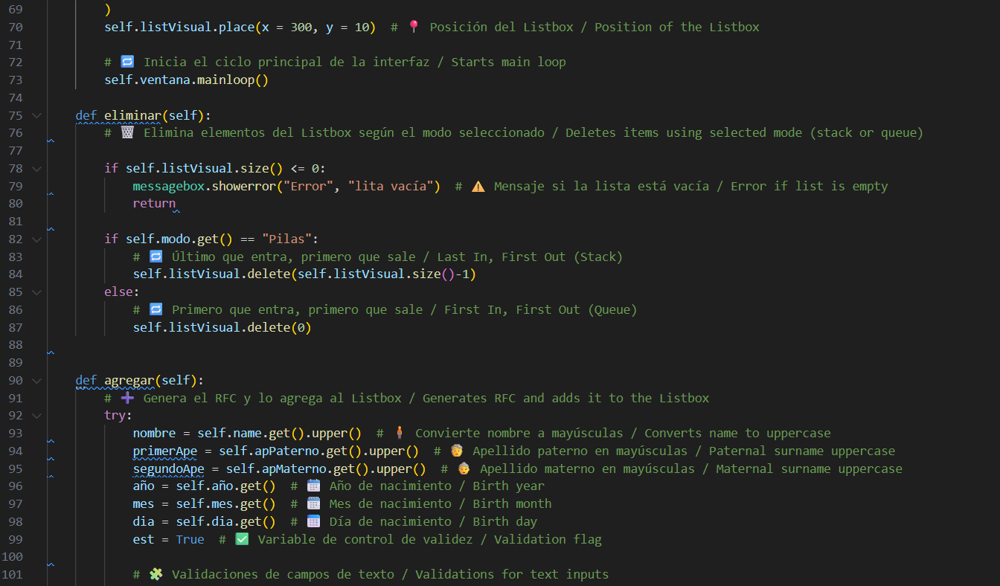 69 )
70 self.listVisual.place(x = 300, y = 10)  # 📍 Posición del Listbox / Position of the Listbox
71
72 # 🔁 Inicia el ciclo principal de la interfaz / Starts main loop
73 self.ventana.mainloop()
74
75 def eliminar(self):
76 # 🗑️ Elimina elementos del Listbox según el modo seleccionado / Deletes items using selected mode (stack or queue)
77
78 if self.listVisual.size() <= 0:
79 messagebox.showerror("Error", "lita vacía")  # ⚠️ Mensaje si la lista está vacía / Error if list is empty
80 return
81
82 if self.modo.get() == "Pilas":
83 # 🔁 Último que entra, primero que sale / Last In, First Out (Stack)
84 self.listVisual.delete(self.listVisual.size()-1)
85 else:
86 # 🔁 Primero que entra, primero que sale / First In, First Out (Queue)
87 self.listVisual.delete(0)
88
89
90 def agregar(self):
91 # ➕ Genera el RFC y lo agrega al Listbox / Generates RFC and adds it to the Listbox
92 try:
93 nombre = self.name.get().upper()  # 🧍 Convierte nombre a mayúsculas / Converts name to uppercase
94 primerApe = self.apPaterno.get().upper()  # 🧓 Apellido paterno en mayúsculas / Paternal surname uppercase
95 segundoApe = self.apMaterno.get().upper()  # 👵 Apellido materno en mayúsculas / Maternal surname uppercase
96 año = self.año.get()  # 📅 Año de nacimiento / Birth year
97 mes = self.mes.get()  # 🗓️ Mes de nacimiento / Birth month
98 dia = self.dia.get()  # 📆 Día de nacimiento / Birth day
99 est = True  # ✅ Variable de control de validez / Validation flag
100
101 # 🧩 Validaciones de campos de texto / Validations for text inputs